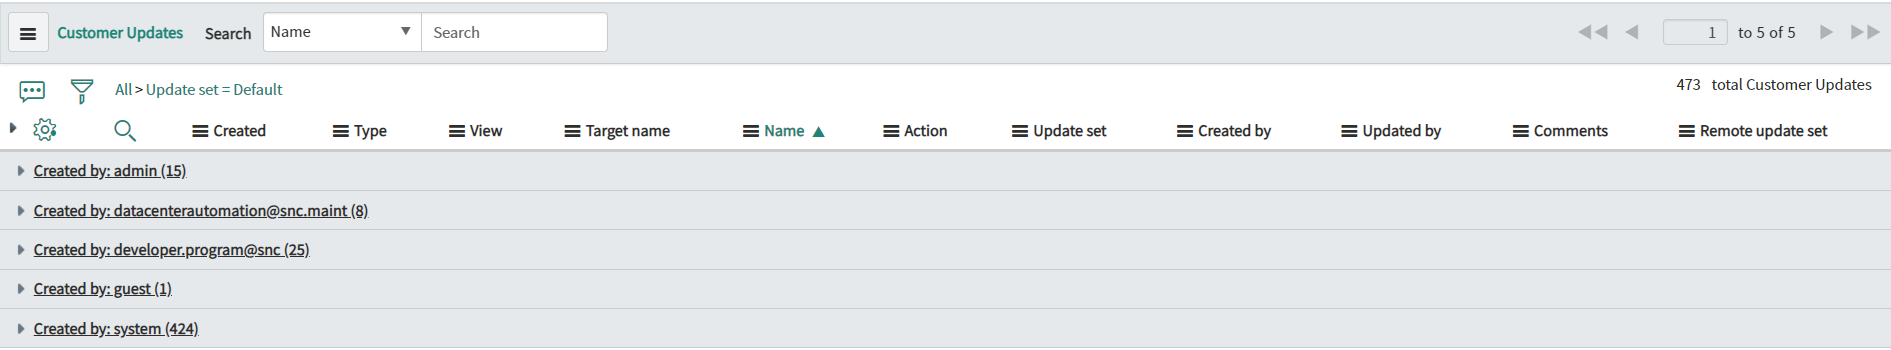 Customer Updates Search Name Search 1 to 5 of 5
All > Update set = Default 473 total Customer Updates
Created Type View Target name Name Action Update set Created by Updated by Comments Remote update set
Created by: admin (15)
Created by: datacenterautomation@snc.maint (8)
Created by: developer.program@snc (25)
Created by: guest (1)
Created by: system (424)